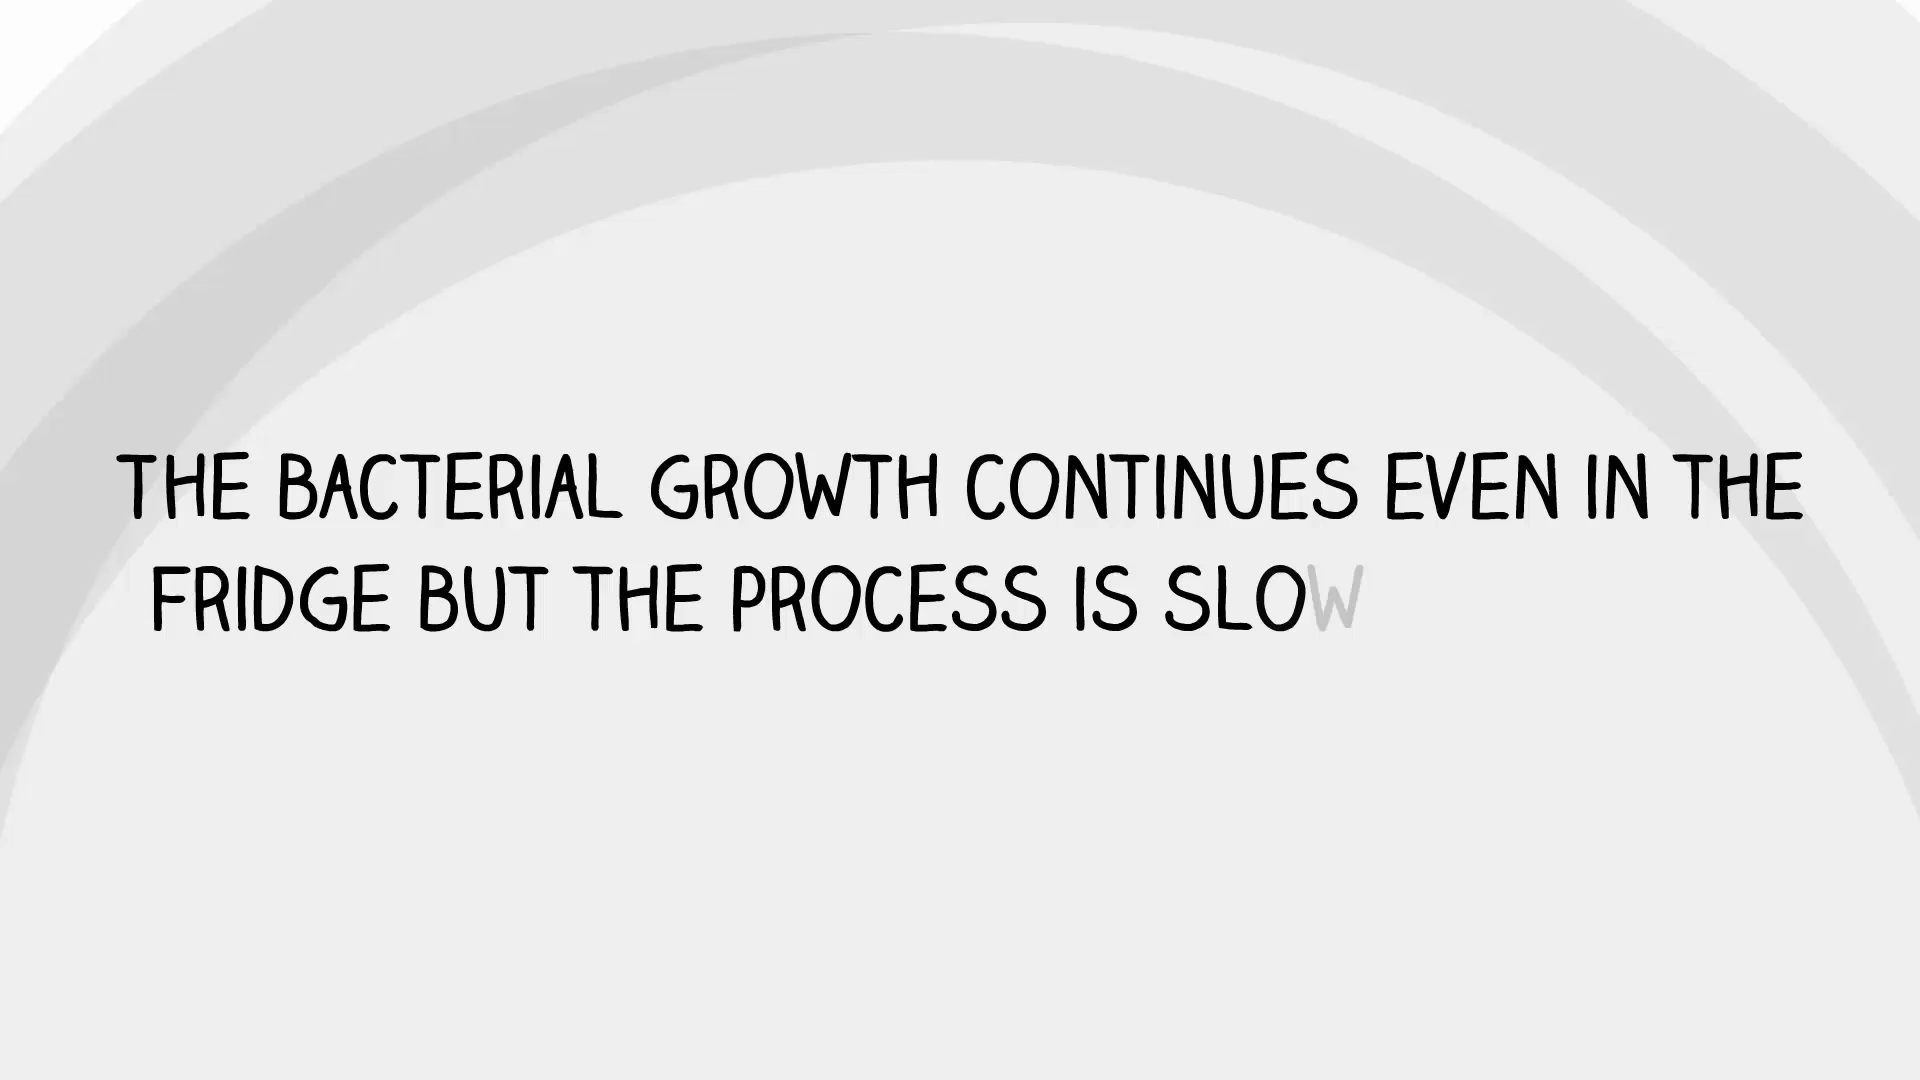 THE BACTERIAL GROWTH CONTINUES EVEN IN THE
FRIDGE BUT THE PROCESS IS SLOW